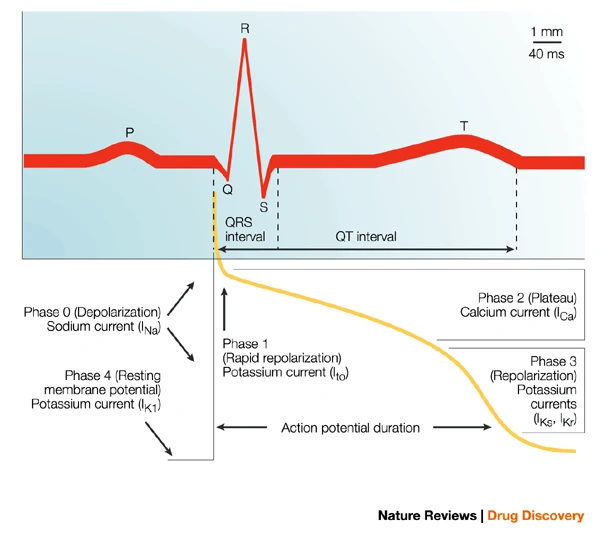 1 mm
40 ms
R
P
T
Q
S
QRS
interval
QT interval
Phase 0 (Depolarization)
Sodium current (INa)
Phase 4 (Resting
membrane potential)
Potassium current (IK1)
Phase 1
(Rapid repolarization)
Potassium current (Ito)
Phase 2 (Plateau)
Calcium current (ICa)
Phase 3
(Repolarization)
Potassium
currents
(IKs, IKr)
Action potential duration
Nature Reviews | Drug Discovery